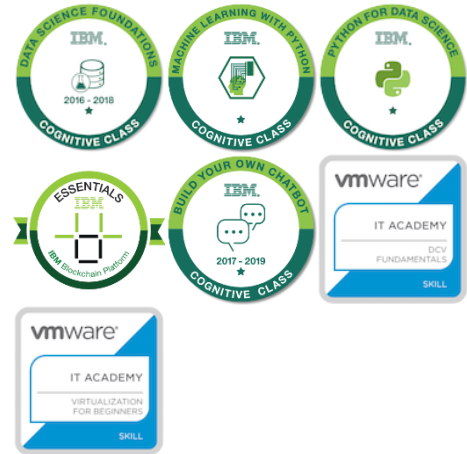 DATA SCIENCE FOUNDATIONS
IBM.
2016 - 2018
COGNITIVE CLASS
MACHINE LEARNING WITH PYTHON
IBM.
COGNITIVE CLASS
PYTHON FOR DATA SCIENCE
IBM.
COGNITIVE CLASS
ESSENTIALS
IBM
IBM Blockchain Platform
BUILD YOUR OWN CHATBOT
IBM.
2017 - 2019
COGNITIVE CLASS
vmware®
IT ACADEMY
DCV
FUNDAMENTALS
SKILL
vmware®
IT ACADEMY
VIRTUALIZATION
FOR BEGINNERS
SKILL